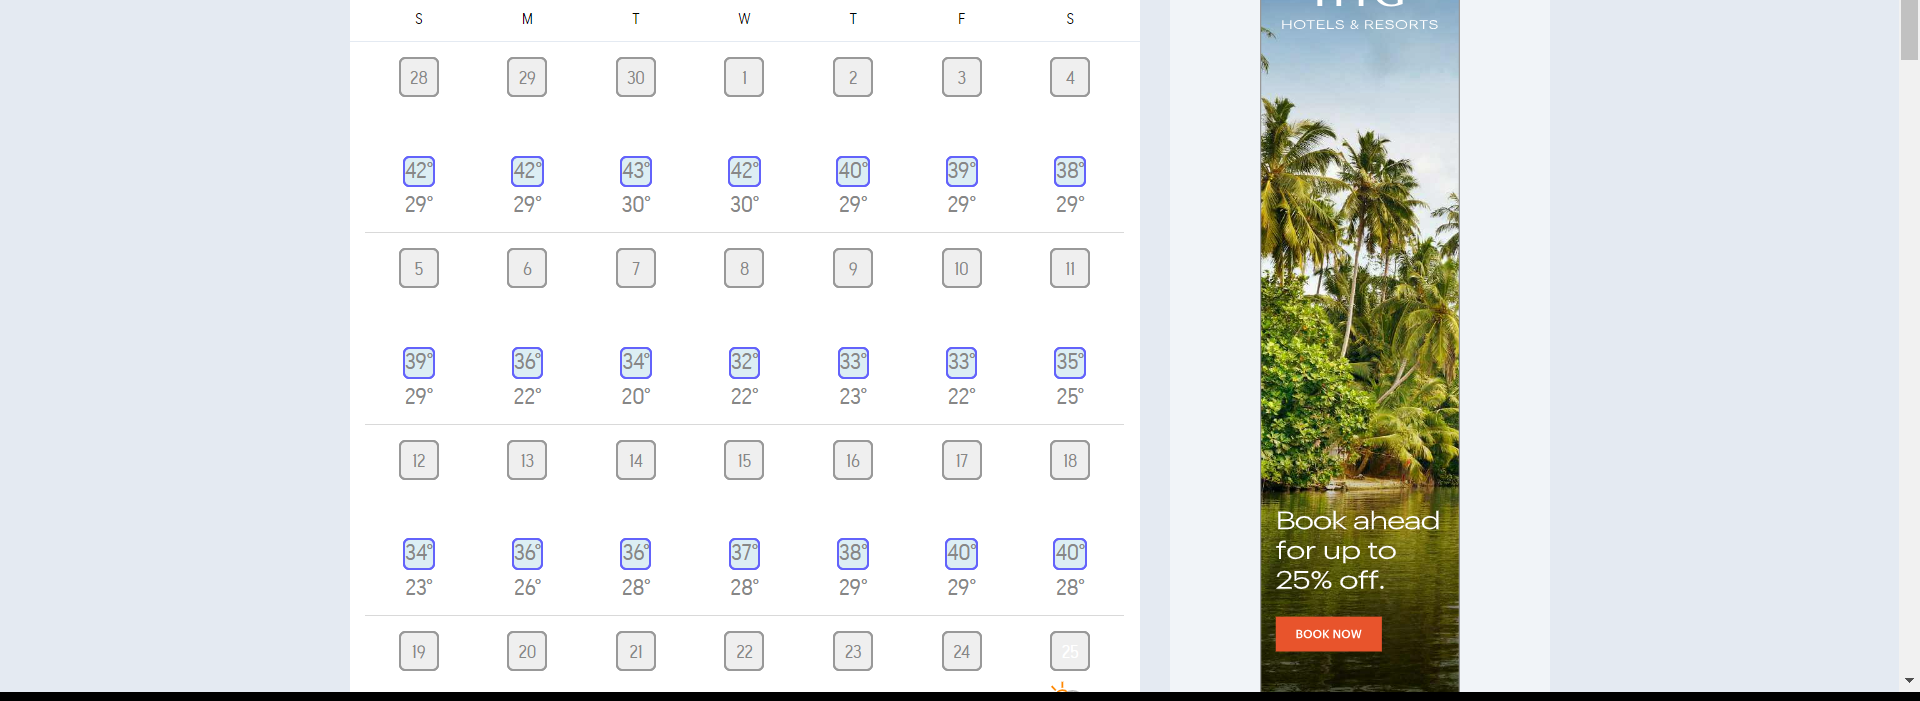 S M T W T F S
28 29 30 1 2 3 4
42° 42° 43° 42° 40° 39° 38°
29° 29° 30° 30° 29° 29° 29°
5 6 7 8 9 10 11
39° 36° 34° 32° 33° 33° 35°
29° 22° 20° 22° 23° 22° 25°
12 13 14 15 16 17 18
34° 36° 36° 37° 38° 40° 40°
23° 26° 28° 28° 29° 29° 28°
19 20 21 22 23 24 25
HOTELS & RESORTS
Book ahead
for up to
25% off.
BOOK NOW